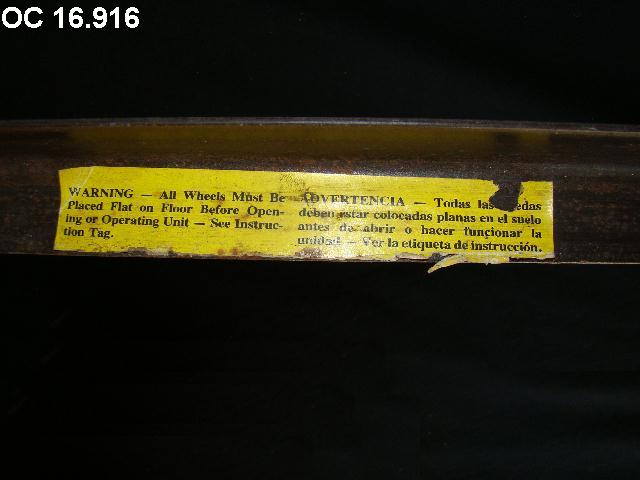 OC 16.916
WARNING — All Wheels Must Be
Placed Flat on Floor Before Open-
ing or Operating Unit — See Instruc-
tion Tag.
ADVERTENCIA — Todas las
deben estar colocadas planas en el suelo
antes de abrir o hacer funcionar la
unidad — Ver la etiqueta de instrucción.